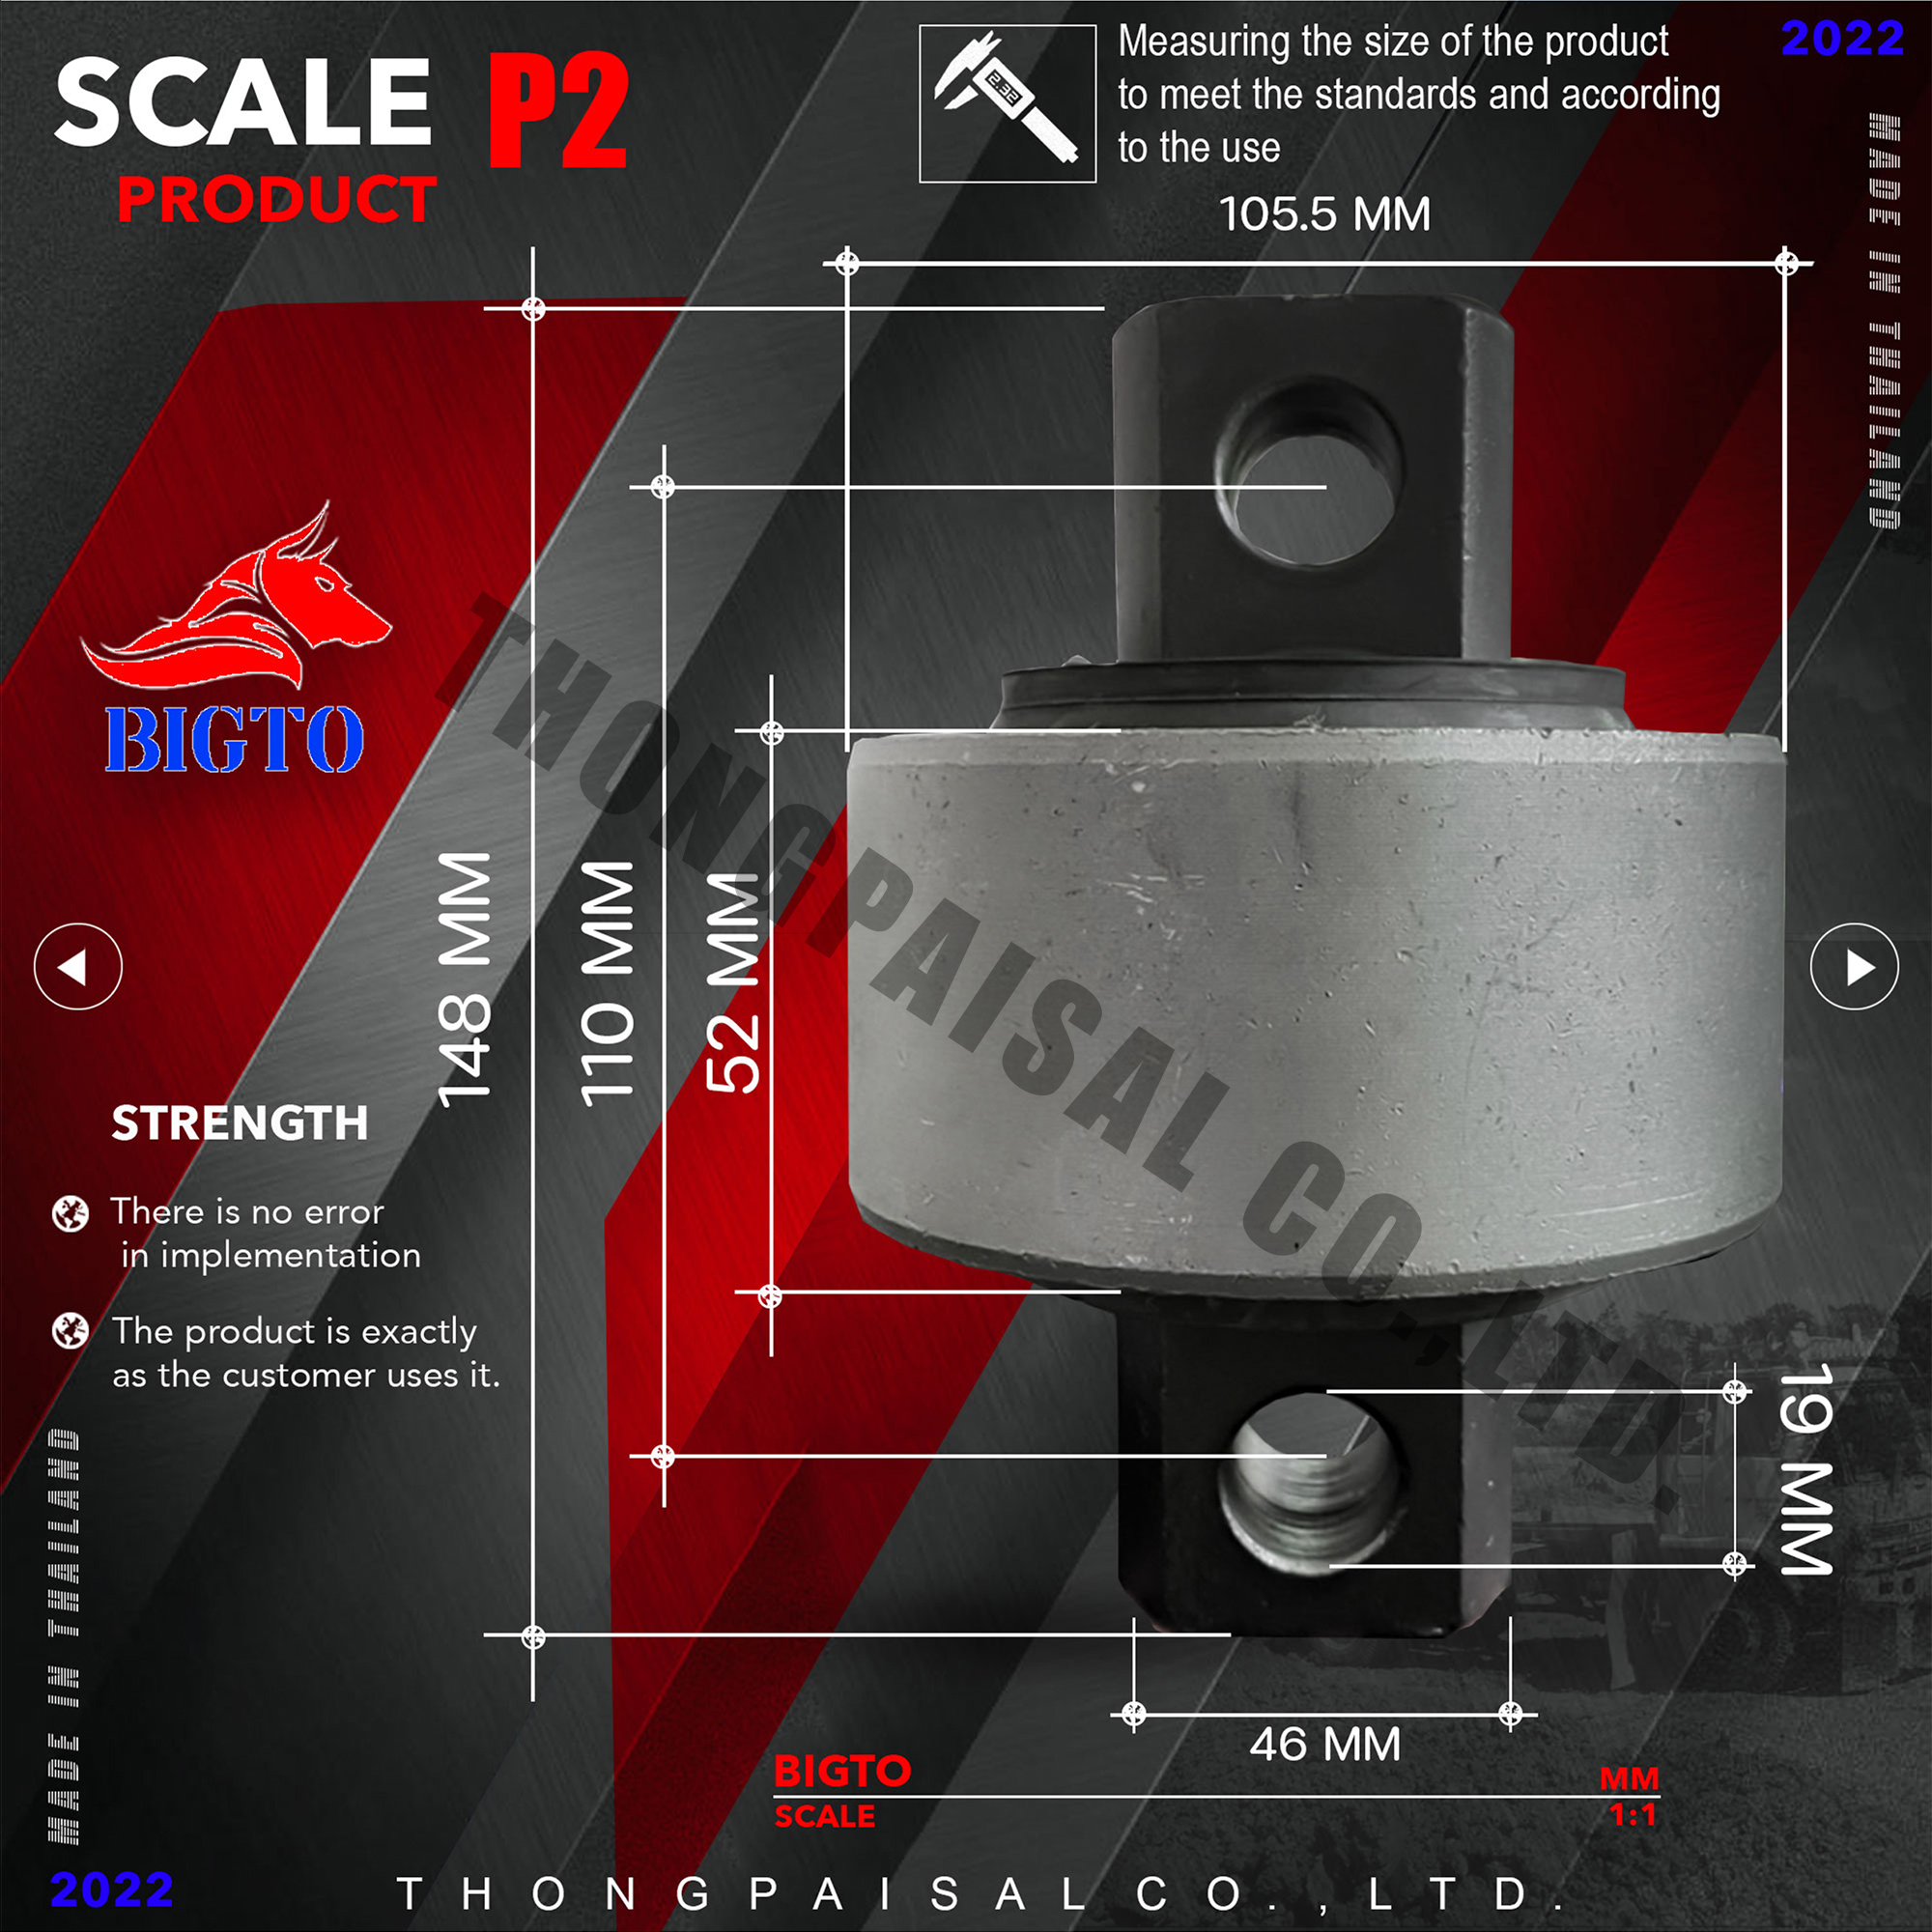 SCALE P2
PRODUCT
2.32
Measuring the size of the product
to meet the standards and according
to the use
2022
MADE IN THAILAND
105.5 MM
BIGTO
148 MM
110 MM
52 MM
THONGPAISAL CO.,LTD.
STRENGTH
There is no error
in implementation
The product is exactly
as the customer uses it.
19 MM
46 MM
BIGTO
SCALE
MM
1:1
MADE IN THAILAND
2022
THONGPAISAL CO.,LTD.